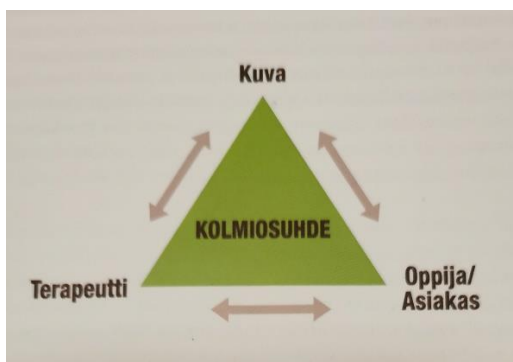 Kuva
KOLMIOSUHDE
Terapeutti
Oppija/
Asiakas